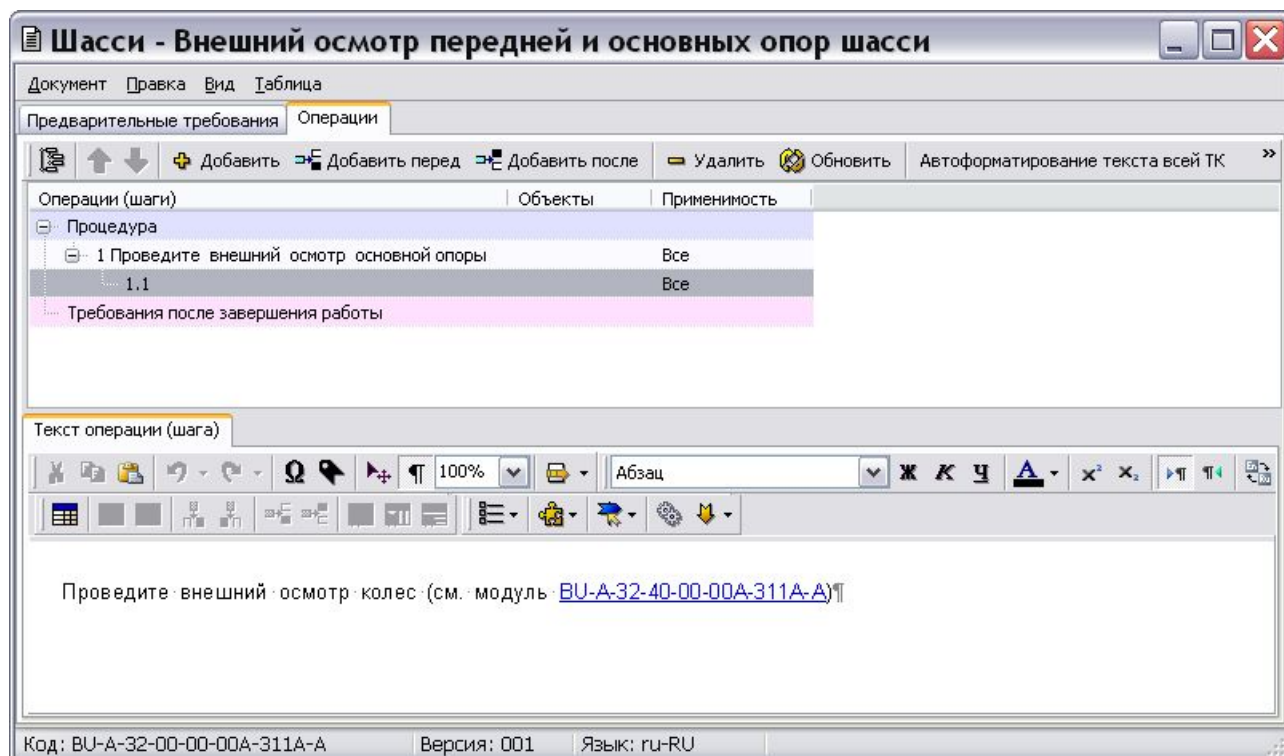 Шасси - Внешний осмотр передней и основных опор шасси
Документ Правка Вид Таблица
Предварительные требования Операции
Добавить Добавить перед Добавить после Удалить Обновить Автоформатирование текста всей ТК »
Операции (шаги) Объекты Применимость
Процедура
1 Проведите внешний осмотр основной опоры Все
1.1 Все
Требования после завершения работы
Текст операции (шага)
Ω ¶ 100% Абзац Ж К Ч А x² x₂ ¶ ¶
Проведите внешний осмотр колес (см. модуль BU-A-32-40-00-00A-311A-A)¶
Код: BU-A-32-00-00-00A-311A-A Версия: 001 Язык: ru-RU